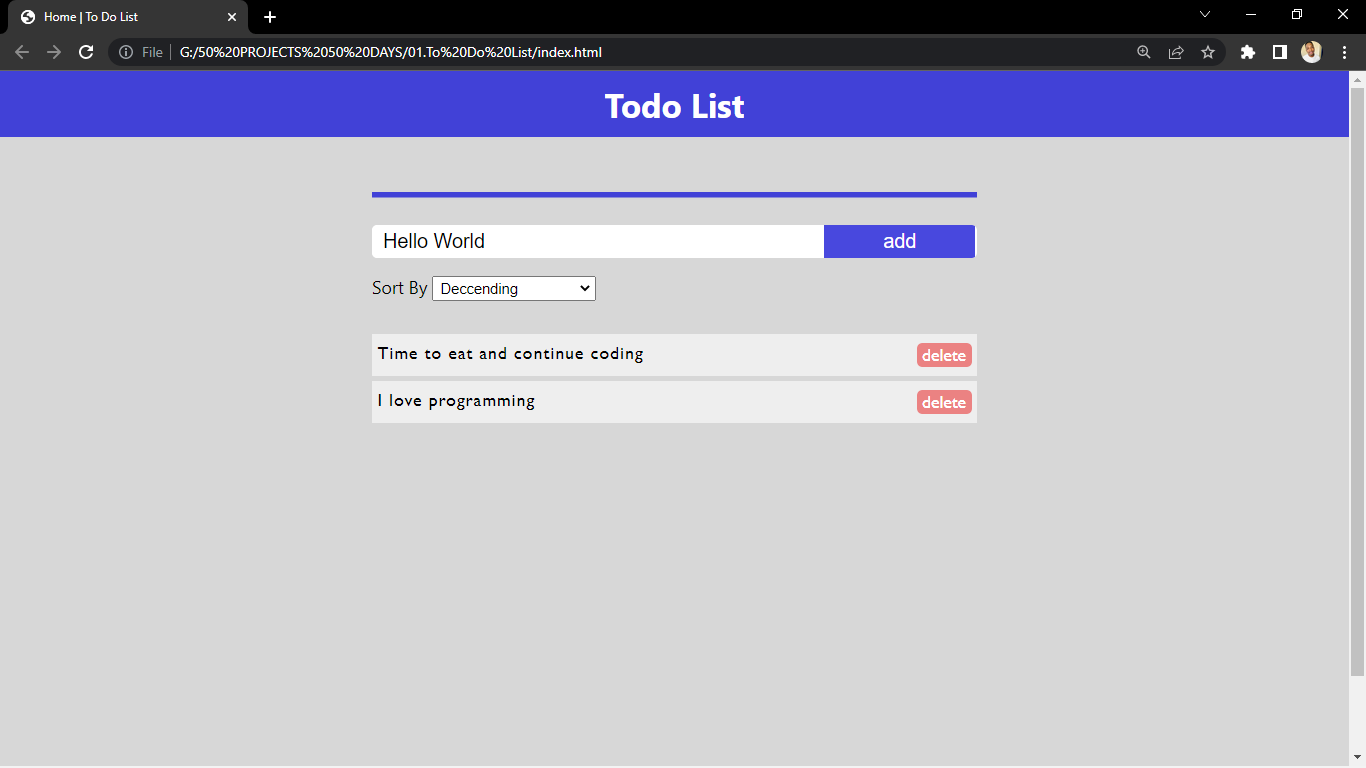 Home | To Do List
File G:/50%20PROJECTS%2050%20DAYS/01.To%20Do%20List/index.html
Todo List
Hello World add
Sort By Deccending
Time to eat and continue coding delete
I love programming delete